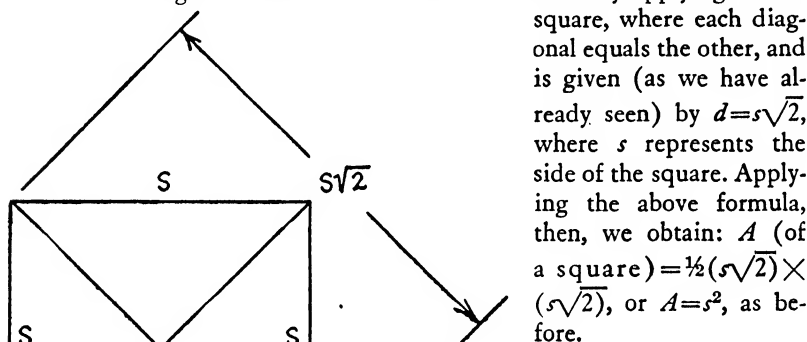 square, where each diag-
onal equals the other, and
is given (as we have al-
ready seen) by d=s√2,
where s represents the
side of the square. Apply-
ing the above formula,
then, we obtain: A (of
a square)=½(s√2)×
(s√2), or A=s², as be-
fore.
S
S√2
S
S